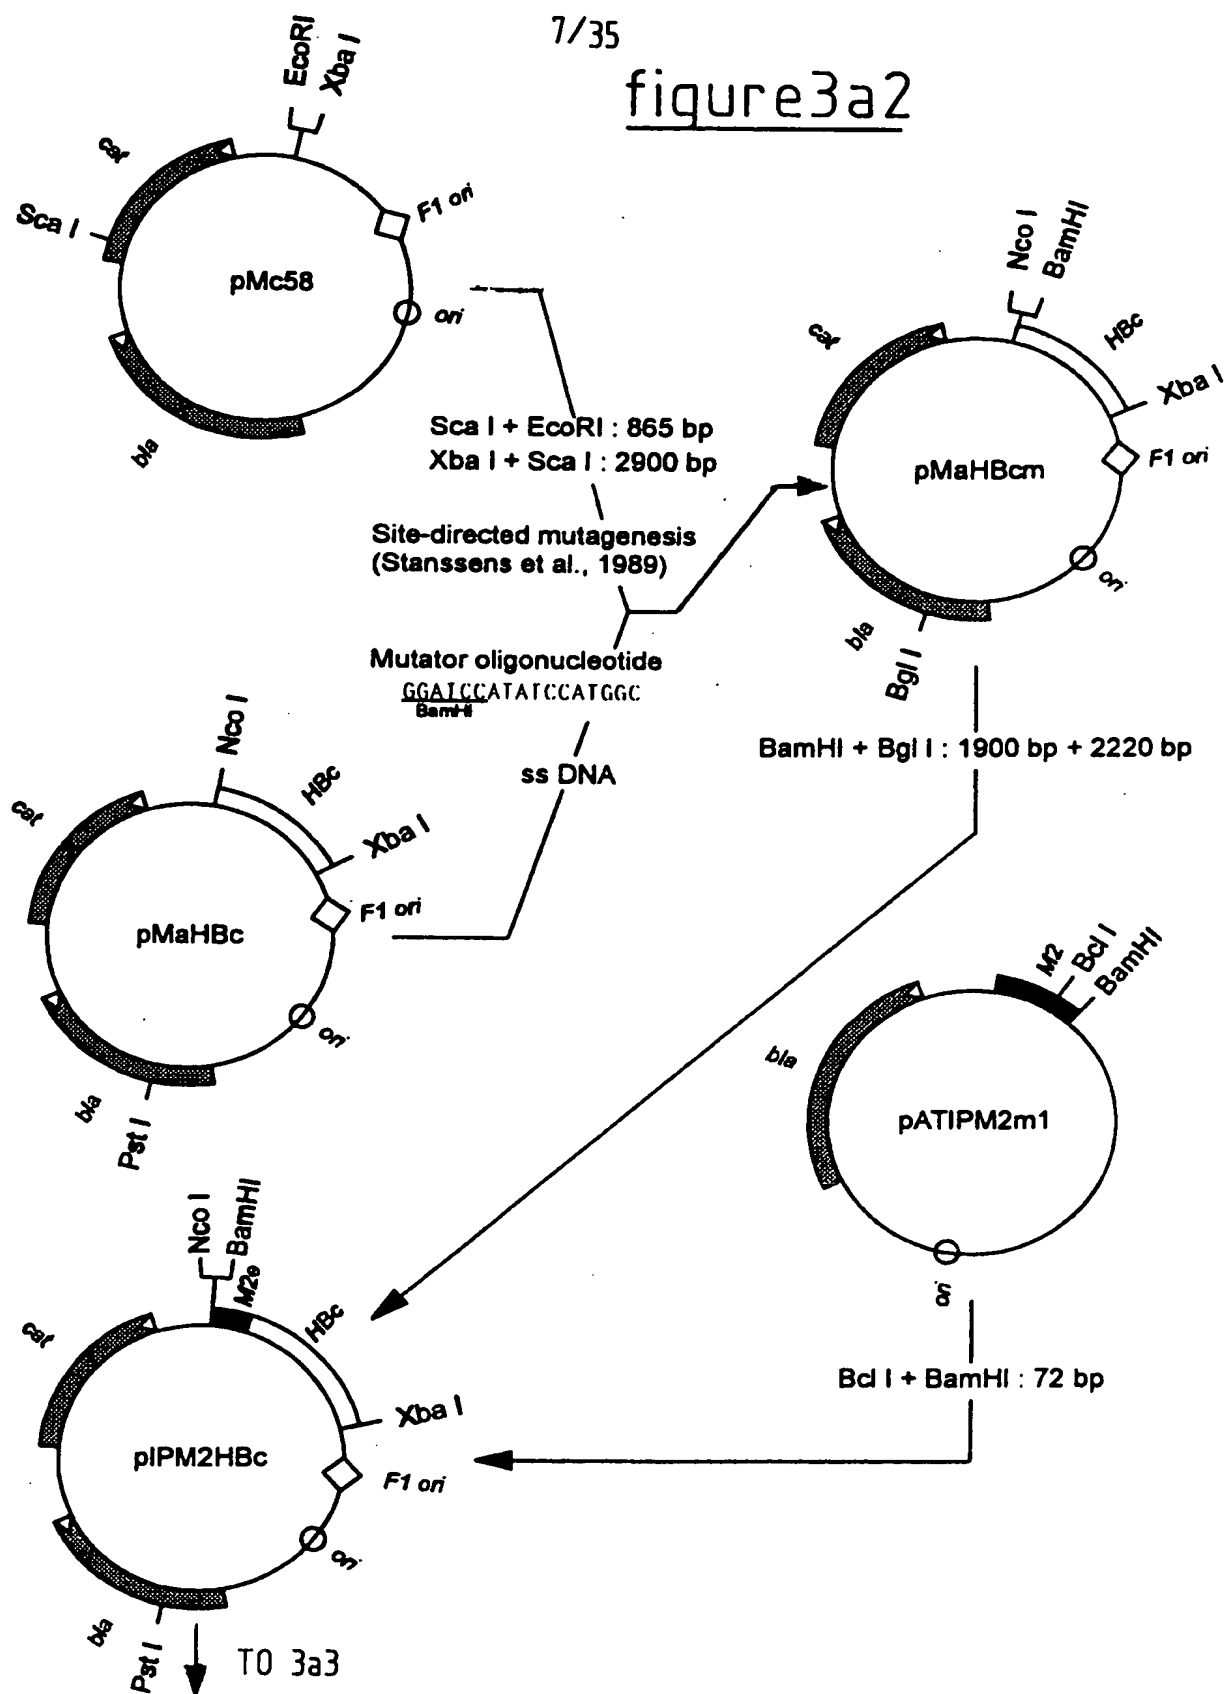 7/35
figure3a2
EcoRI
Xba I
cat
Sca I
F1 ori
pMc58
ori
bla
Nco I
BamHI
cat
HBc
Xba I
Sca I + EcoRI : 865 bp
Xba I + Sca I : 2900 bp
pMaHBcm
F1 ori
Site-directed mutagenesis
(Stanssens et al., 1989)
ori
bla
Bgl I
Mutator oligonucleotide
GGATCCATATCCATGGC
BamHI
Nco I
BamHI + Bgl I : 1900 bp + 2220 bp
ss DNA
HBc
cat
Xba I
F1 ori
pMaHBc
M2
Bcl I
BamHI
ori
bla
bla
Pst I
pATIPM2m1
Nco I
BamHI
M2e
HBc
ori
cat
Bcl I + BamHI : 72 bp
Xba I
pIPM2HBc
F1 ori
ori
bla
Pst I
TO 3a3